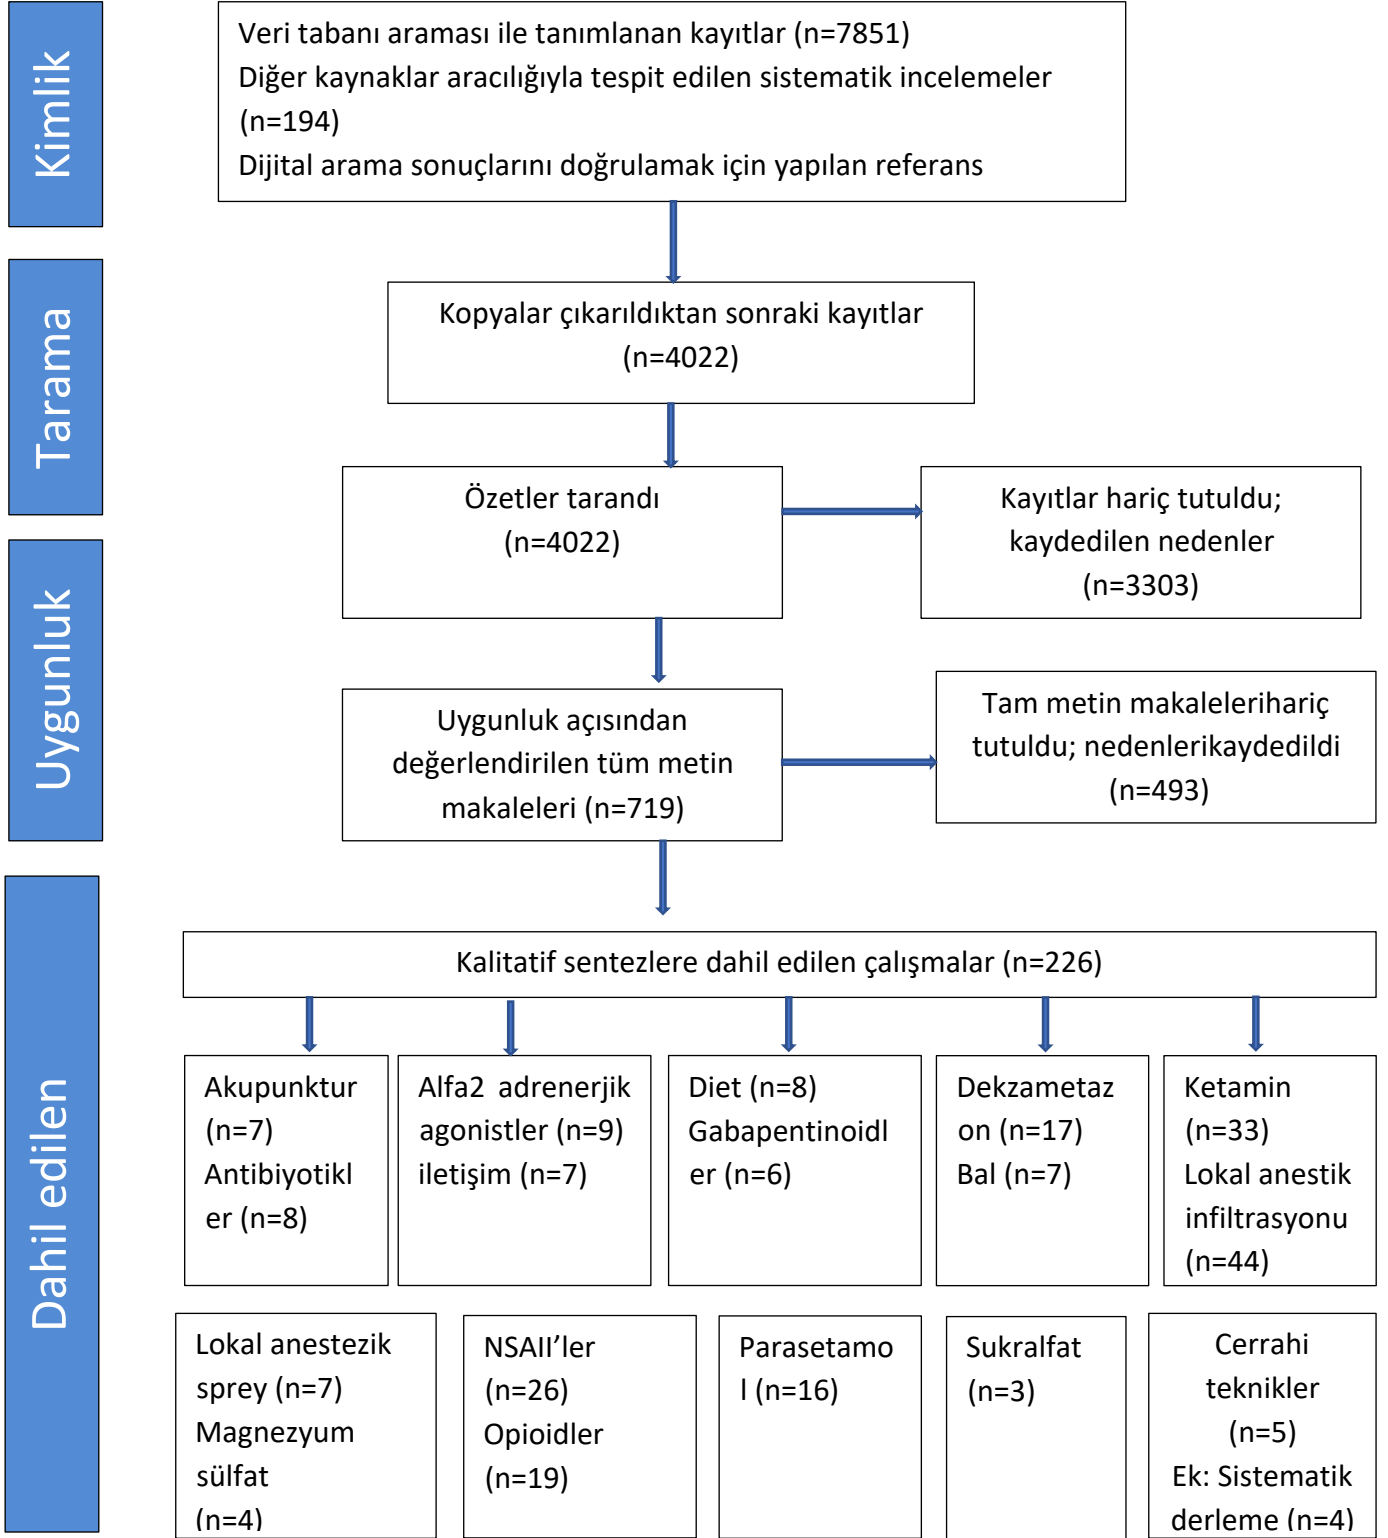 Kimlik
Veri tabanı araması ile tanımlanan kayıtlar (n=7851)
Diğer kaynaklar aracılığıyla tespit edilen sistematik incelemeler
(n=194)
Dijital arama sonuçlarını doğrulamak için yapılan referans
Tarama
Kopyalar çıkarıldıktan sonraki kayıtlar
(n=4022)
Özetler tarandı
(n=4022)
Kayıtlar hariç tutuldu;
kaydedilen nedenler
(n=3303)
Uygunluk
Uygunluk açısından
değerlendirilen tüm metin
makaleleri (n=719)
Tam metin makalelerihariç
tutuldu; nedenlerikaydedildi
(n=493)
Dahil edilen
Kalitatif sentezlere dahil edilen çalışmalar (n=226)
Akupunktur
(n=7)
Antibiyotikl
er (n=8)
Alfa2 adrenerjik
agonistler (n=9)
iletişim (n=7)
Diet (n=8)
Gabapentinoidl
er (n=6)
Dekzametaz
on (n=17)
Bal (n=7)
Ketamin
(n=33)
Lokal anestik
infiltrasyonu
(n=44)
Lokal anestezik
sprey (n=7)
Magnezyum
sülfat
(n=4)
NSAII'ler
(n=26)
Opioidler
(n=19)
Parasetamo
l (n=16)
Sukralfat
(n=3)
Cerrahi
teknikler
(n=5)
Ek: Sistematik
derleme (n=4)